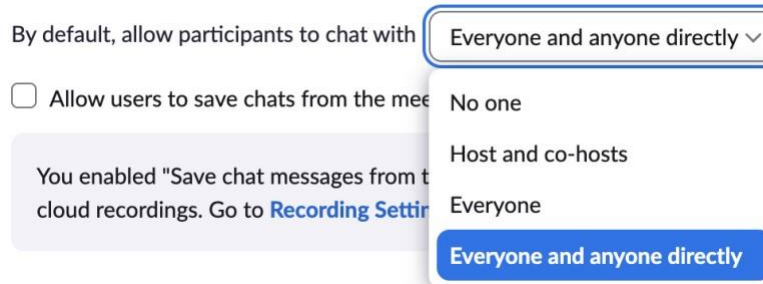 By default, allow participants to chat with Everyone and anyone directly
Allow users to save chats from the
No one
Host and co-hosts
You enabled "Save chat messages from
Everyone
cloud recordings. Go to Recording
Everyone and anyone directly